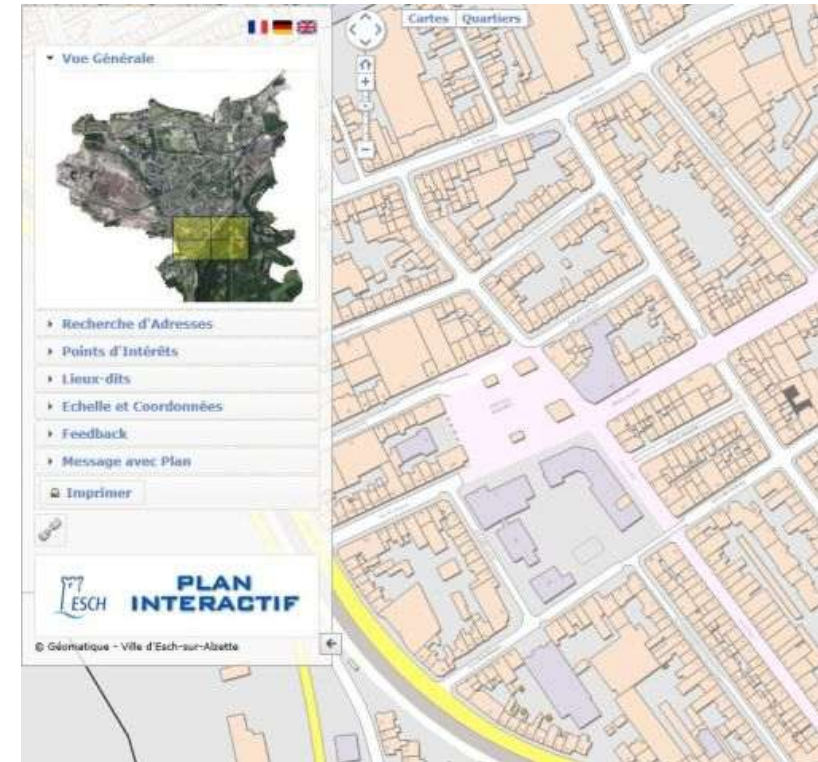 Cartes Quartiers
Vue Générale
Recherche d'Adresses
Points d'Intérêts
Lieux-dits
Echelle et Coordonnées
Feedback
Message avec Plan
Imprimer
ESCH
PLAN
INTERACTIF
© Géomatique - Ville d'Esch-sur-Alzette